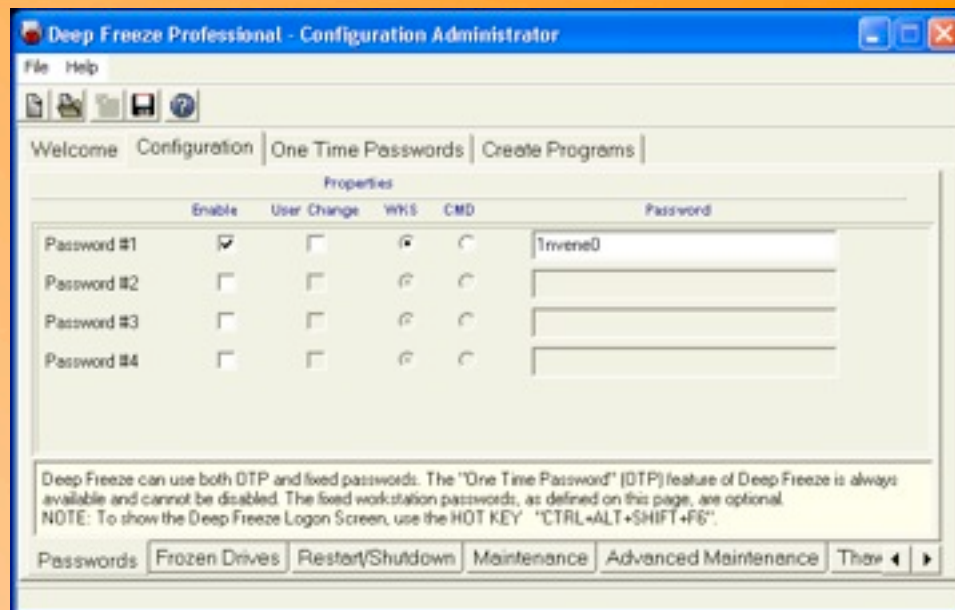 Deep Freeze Professional - Configuration Administrator
File Help
Welcome Configuration One Time Passwords Create Programs
Properties
Enable User Change WKS CMD Password
Password #1 1nvene0
Password #2
Password #3
Password #4
Deep Freeze can use both OTP and fixed passwords. The "One Time Password" (OTP) feature of Deep Freeze is always
available and cannot be disabled. The fixed workstation passwords, as defined on this page, are optional.
NOTE: To show the Deep Freeze Logon Screen, use the HOT KEY "CTRL+ALT+SHIFT+F6".
Passwords Frozen Drives Restart/Shutdown Maintenance Advanced Maintenance